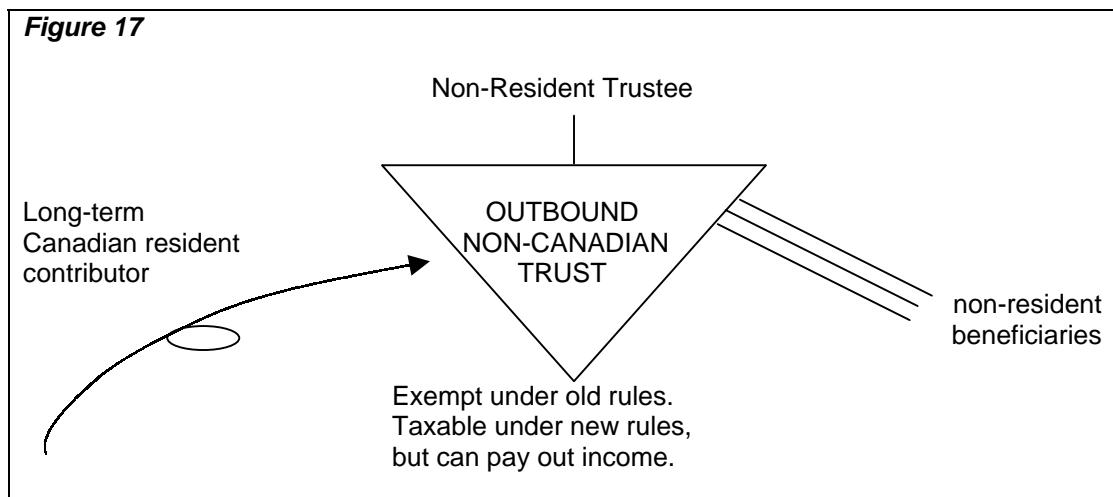 Figure 17
Non-Resident Trustee
Long-term
Canadian resident
contributor
OUTBOUND
NON-CANADIAN
TRUST
non-resident
beneficiaries
Exempt under old rules.
Taxable under new rules,
but can pay out income.